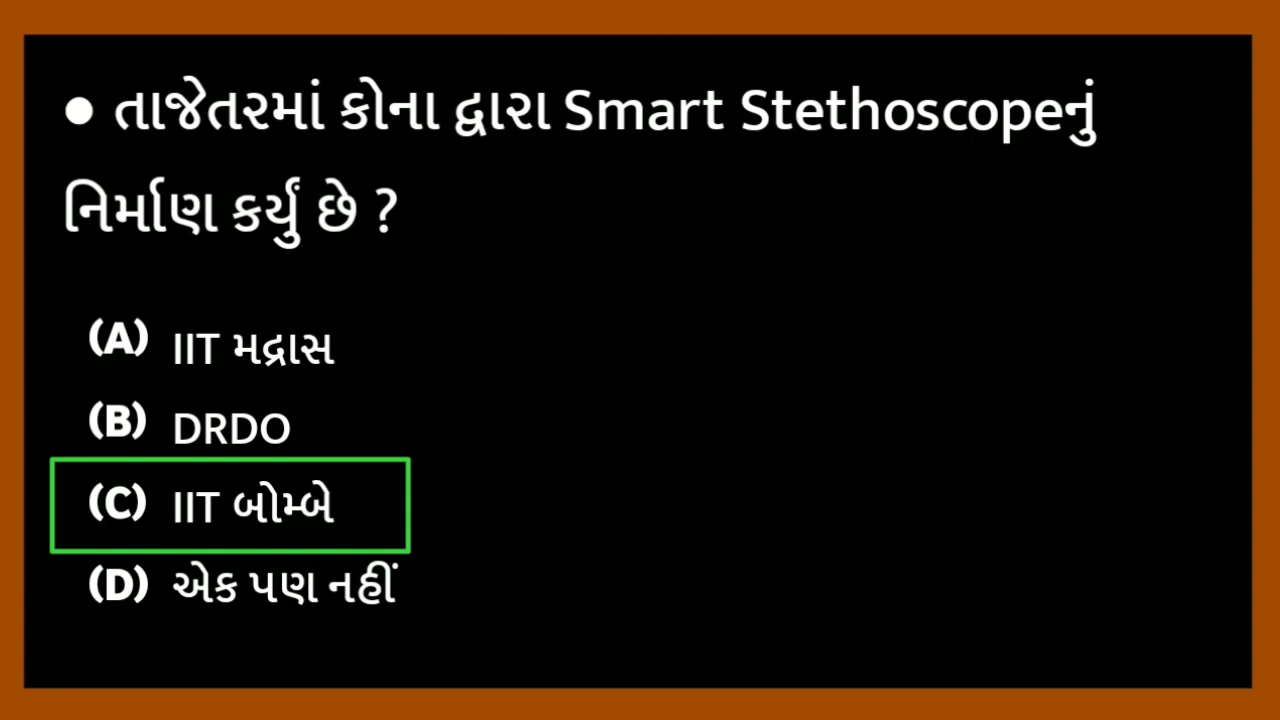 ● તાજેતરમાં કોના દ્વારા Smart Stethoscopeનું
નિર્માણ કર્યું છે ?
(A) IIT મદ્રાસ
(B) DRDO
(C) IIT બોમ્બે
(D) એક પણ નહીં